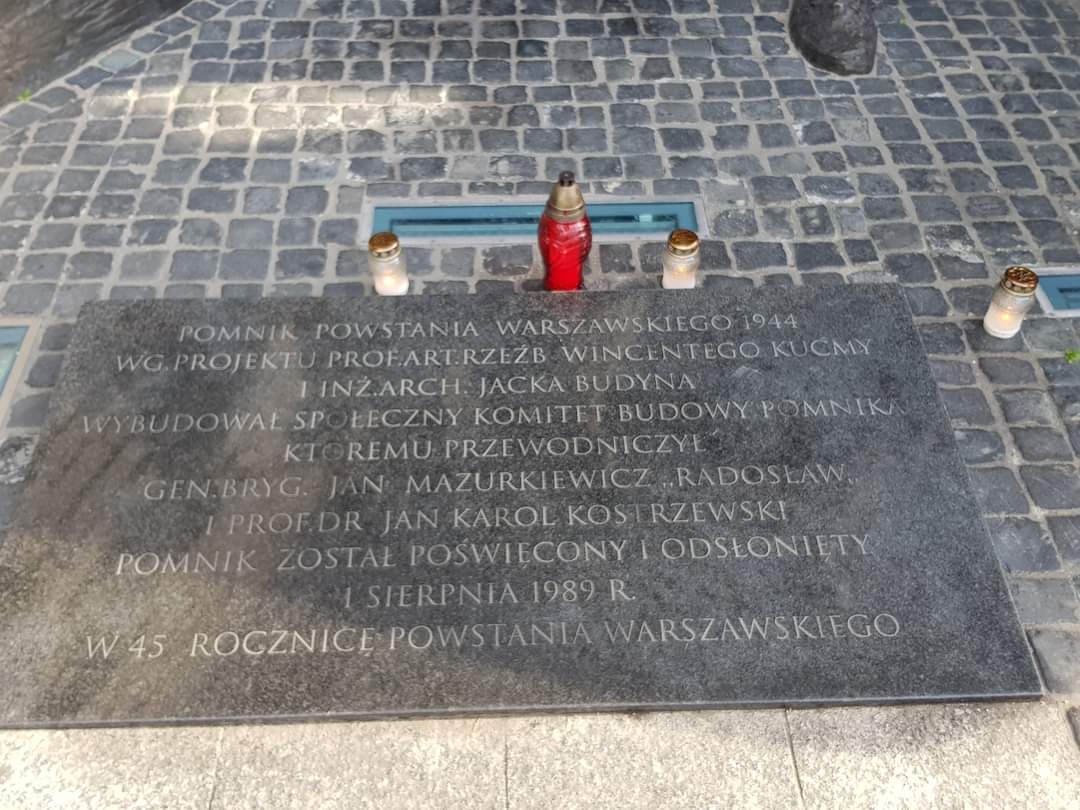 POMNIK POWSTANIA WARSZAWSKIEGO 1944
WG. PROJEKTU PROF.ART.RZEŹB. WINCENTEGO KUĆMY
I INŻ.ARCH. JACKA BUDYNA
WYBUDOWAŁ SPOŁECZNY KOMITET BUDOWY POMNIKA
KTÓREMU PRZEWODNICZYŁ
GEN.BRYG. JAN MAZURKIEWICZ „RADOSŁAW„
I PROF.DR JAN KAROL KOSTRZEWSKI
POMNIK ZOSTAŁ POŚWIĘCONY I ODSŁONIĘTY
1 SIERPNIA 1989 R.
W 45 ROCZNICĘ POWSTANIA WARSZAWSKIEGO